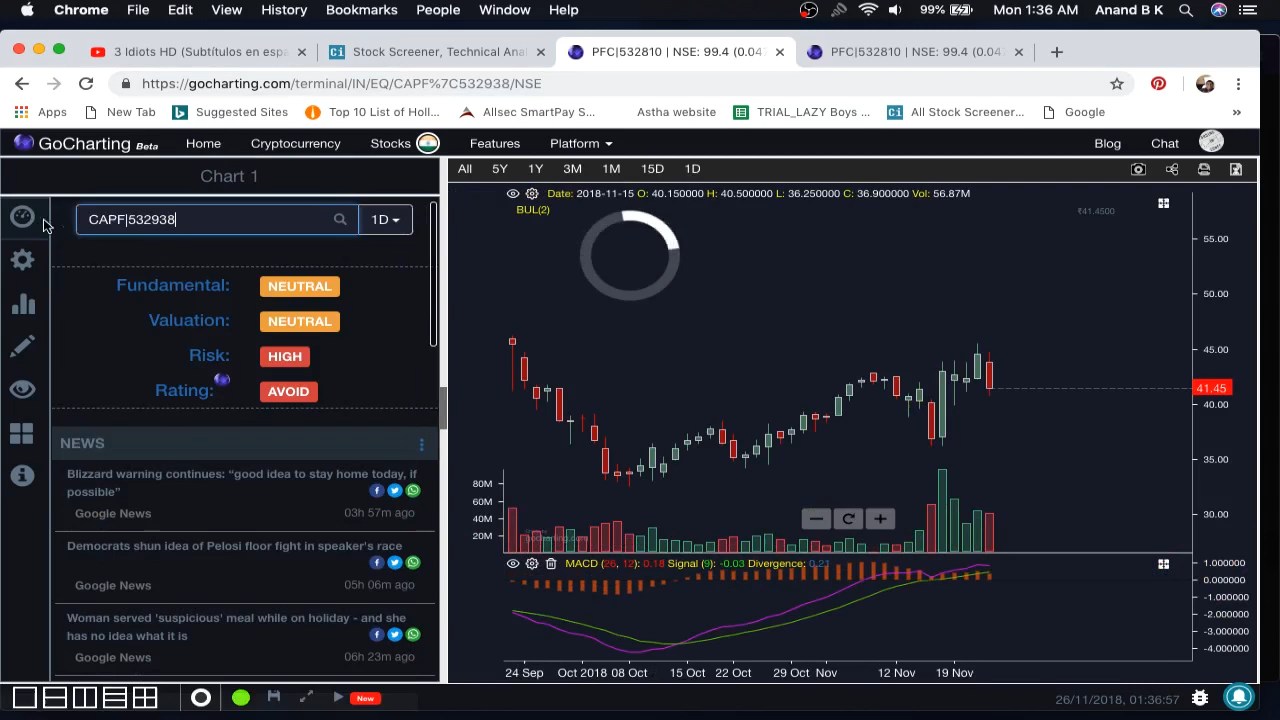 Chrome File Edit View History Bookmarks People Window Help 99% Mon 1:36 AM Anand B K
3 Idiots HD (Subtítulos en espa
Stock Screener, Technical Anal
PFC|532810 | NSE: 99.4 (0.047
PFC|532810 | NSE: 99.4 (0.047
https://gocharting.com/terminal/IN/EQ/CAPF%7C532938/NSE
Apps New Tab Suggested Sites Top 10 List of Holl... Allsec SmartPay S... Astha website TRIAL_LAZY Boys ... All Stock Screener... Google »
GoCharting Beta Home Cryptocurrency Stocks Features Platform Blog Chat
Chart 1
All 5Y 1Y 3M 1M 15D 1D
CAPF|532938 1D
Fundamental: NEUTRAL
Valuation: NEUTRAL
Risk: HIGH
Rating: AVOID
NEWS
Blizzard warning continues: “good idea to stay home today, if
possible”
Google News 03h 57m ago
Democrats shun idea of Pelosi floor fight in speaker's race
Google News 05h 06m ago
Woman served 'suspicious' meal while on holiday - and she
has no idea what it is
Google News 06h 23m ago
Date: 2018-11-15 O: 40.150000 H: 40.500000 L: 36.250000 C: 36.900000 Vol: 56.87M
BUL(2)
₹41.4500
55.00
50.00
45.00
41.45
40.00
35.00
30.00
80M
60M
40M
20M
gocharting.com
MACD (26, 12): 0.18 Signal (9): -0.03 Divergence: 0.21
1.000000
0.000000
-1.000000
-2.000000
-3.000000
-4.000000
24 Sep Oct 2018 08 Oct 15 Oct 22 Oct 29 Oct Nov 12 Nov 19 Nov
New
26/11/2018, 01:36:57